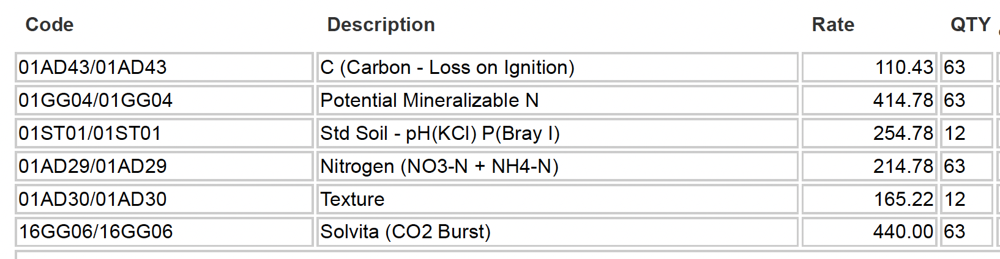 Code Description Rate QTY
01AD43/01AD43 C (Carbon - Loss on Ignition) 110.43 63
01GG04/01GG04 Potential Mineralizable N 414.78 63
01ST01/01ST01 Std Soil - pH(KCl) P(Bray I) 254.78 12
01AD29/01AD29 Nitrogen (NO3-N + NH4-N) 214.78 63
01AD30/01AD30 Texture 165.22 12
16GG06/16GG06 Solvita (CO2 Burst) 440.00 63